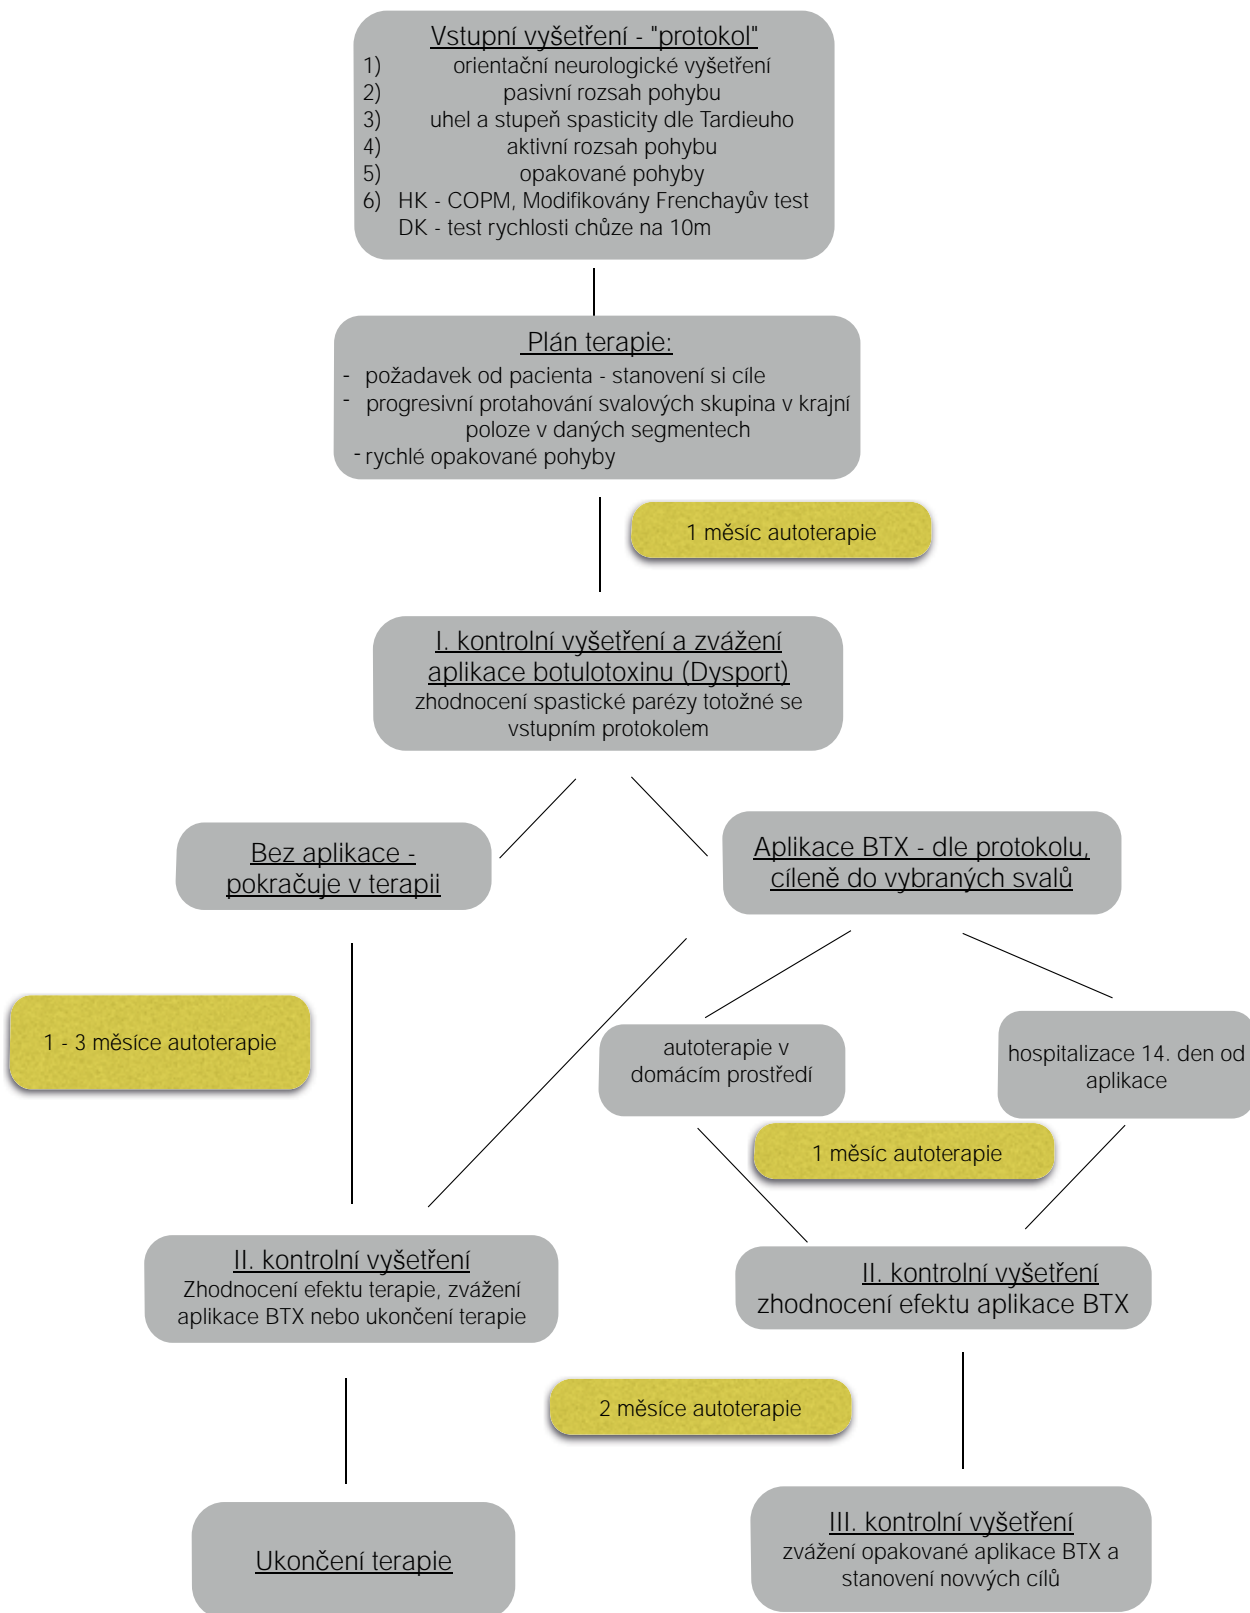 Vstupní vyšetření - "protokol"
1) orientační neurologické vyšetření
2) pasivní rozsah pohybu
3) uhel a stupeň spasticity dle Tardieuho
4) aktivní rozsah pohybu
5) opakované pohyby
6) HK - COPM, Modifikovány Frenchayův test
DK - test rychlosti chůze na 10m
Plán terapie:
- požadavek od pacienta - stanovení si cíle
- progresivní protahování svalových skupina v krajní
poloze v daných segmentech
- rychlé opakované pohyby
1 měsíc autoterapie
I. kontrolní vyšetření a zvážení
aplikace botulotoxinu (Dysport)
zhodnocení spastické parézy totožné se
vstupním protokolem
Bez aplikace -
pokračuje v terapii
Aplikace BTX - dle protokolu,
cíleně do vybraných svalů
1 - 3 měsíce autoterapie
autoterapie v
domácím prostředí
hospitalizace 14. den od
aplikace
1 měsíc autoterapie
II. kontrolní vyšetření
Zhodnocení efektu terapie, zvážení
aplikace BTX nebo ukončení terapie
II. kontrolní vyšetření
zhodnocení efektu aplikace BTX
2 měsíce autoterapie
Ukončení terapie
III. kontrolní vyšetření
zvážení opakované aplikace BTX a
stanovení novvých cílů